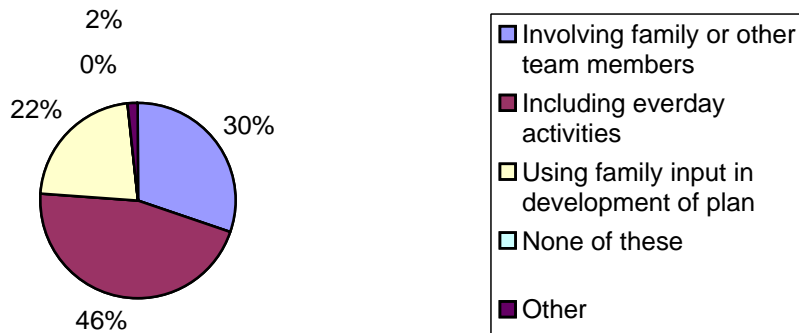 2%
0%
22%
30%
46%
Involving family or other
team members
Including everday
activities
Using family input in
development of plan
None of these
Other